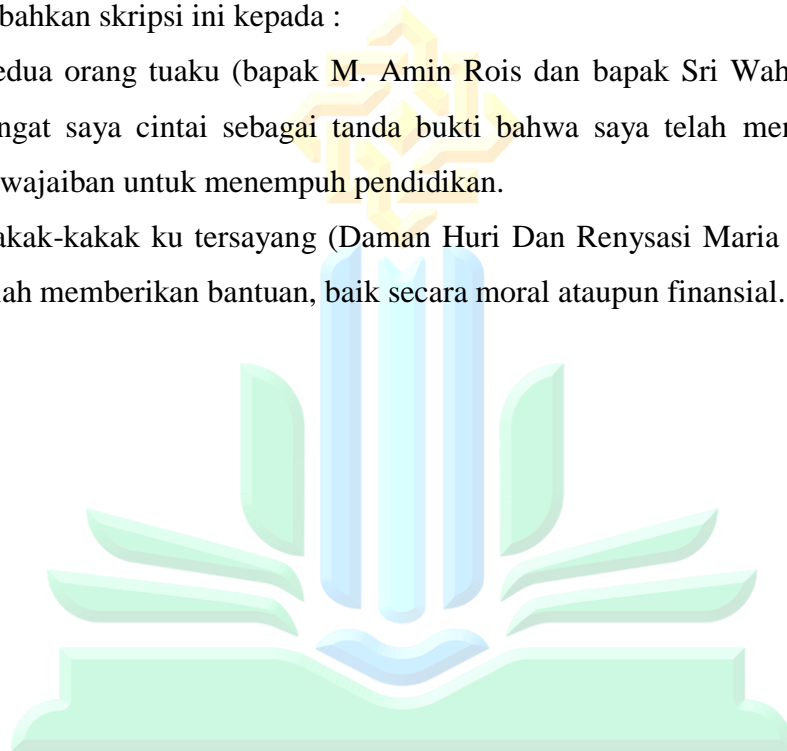 bahkan skripsi ini kepada :
edua orang tuaku (bapak M. Amin Rois dan bapak Sri Wah
ngat saya cintai sebagai tanda bukti bahwa saya telah mer
wajaiban untuk menempuh pendidikan.
akak-kakak ku tersayang (Daman Huri Dan Renysasi Maria
lah memberikan bantuan, baik secara moral ataupun finansial.